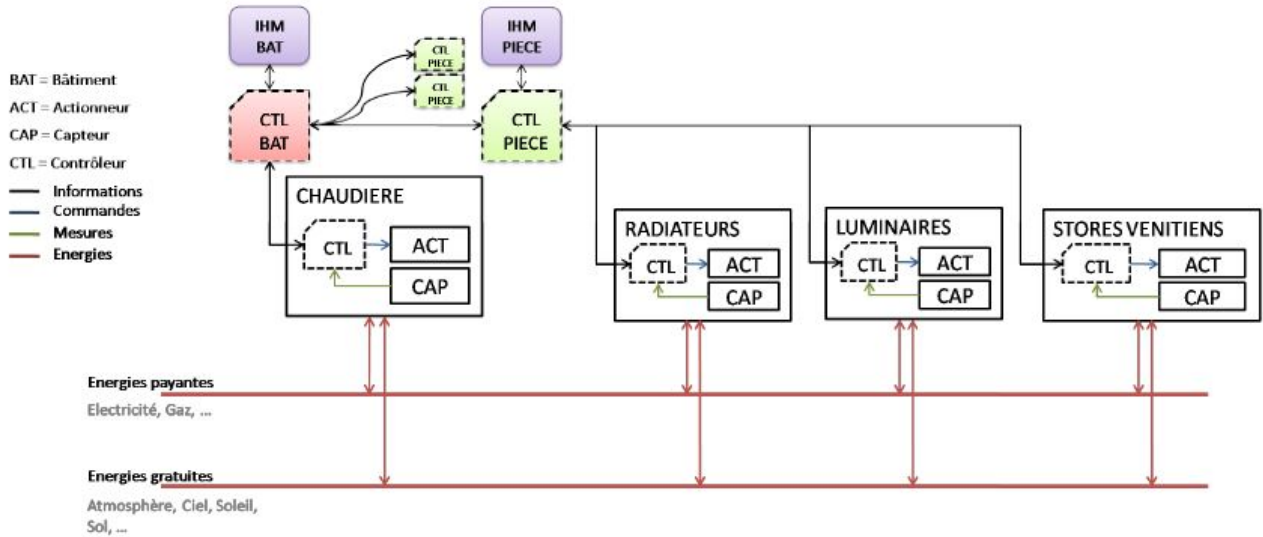 IHM
BAT
IHM
PIECE
CTL
PIECE
CTL
PIECE
BAT = Bâtiment
ACT = Actionneur
CAP = Capteur
CTL = Contrôleur
Informations
Commandes
Mesures
Energies
CTL
BAT
CTL
PIECE
CHAUDIERE
CTL
ACT
CAP
RADIATEURS
CTL
ACT
CAP
LUMINAIRES
CTL
ACT
CAP
STORES VENITIENS
CTL
ACT
CAP
Energies payantes
Electricité, Gaz, ...
Energies gratuites
Atmosphère, Ciel, Soleil,
Sol, ...